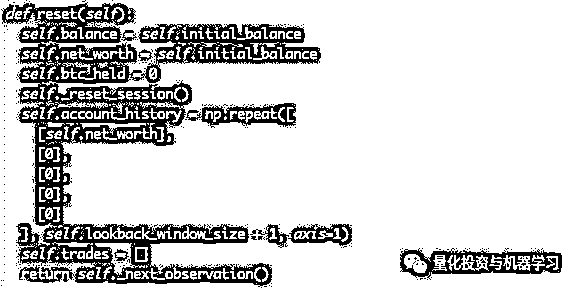 def reset(self):
self.balance = self.initial_balance
self.net_worth = self.initial_balance
self.btc_held = 0
self._reset_session()
self.account_history = np.repeat([
[self.net_worth],
[0],
[0],
[0],
[0]
], self.lookback_window_size + 1, axis=1)
self.trades = []
return self._next_observation()
量化投资与机器学习